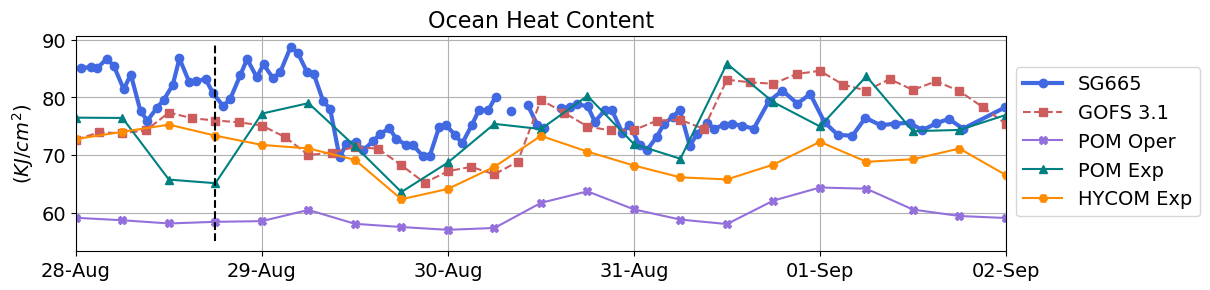 Ocean Heat Content
(KJ/cm²)
90
80
70
60
28-Aug 29-Aug 30-Aug 31-Aug 01-Sep 02-Sep
SG665
GOFS 3.1
POM Oper
POM Exp
HYCOM Exp